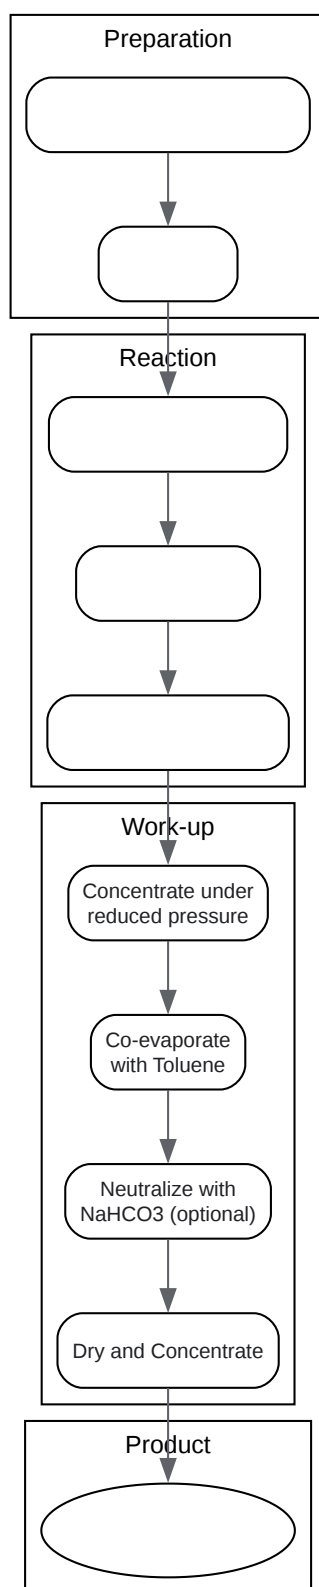 Preparation
Reaction
Work-up
Concentrate under
reduced pressure
Co-evaporate
with Toluene
Neutralize with
NaHCO3 (optional)
Dry and Concentrate
Product